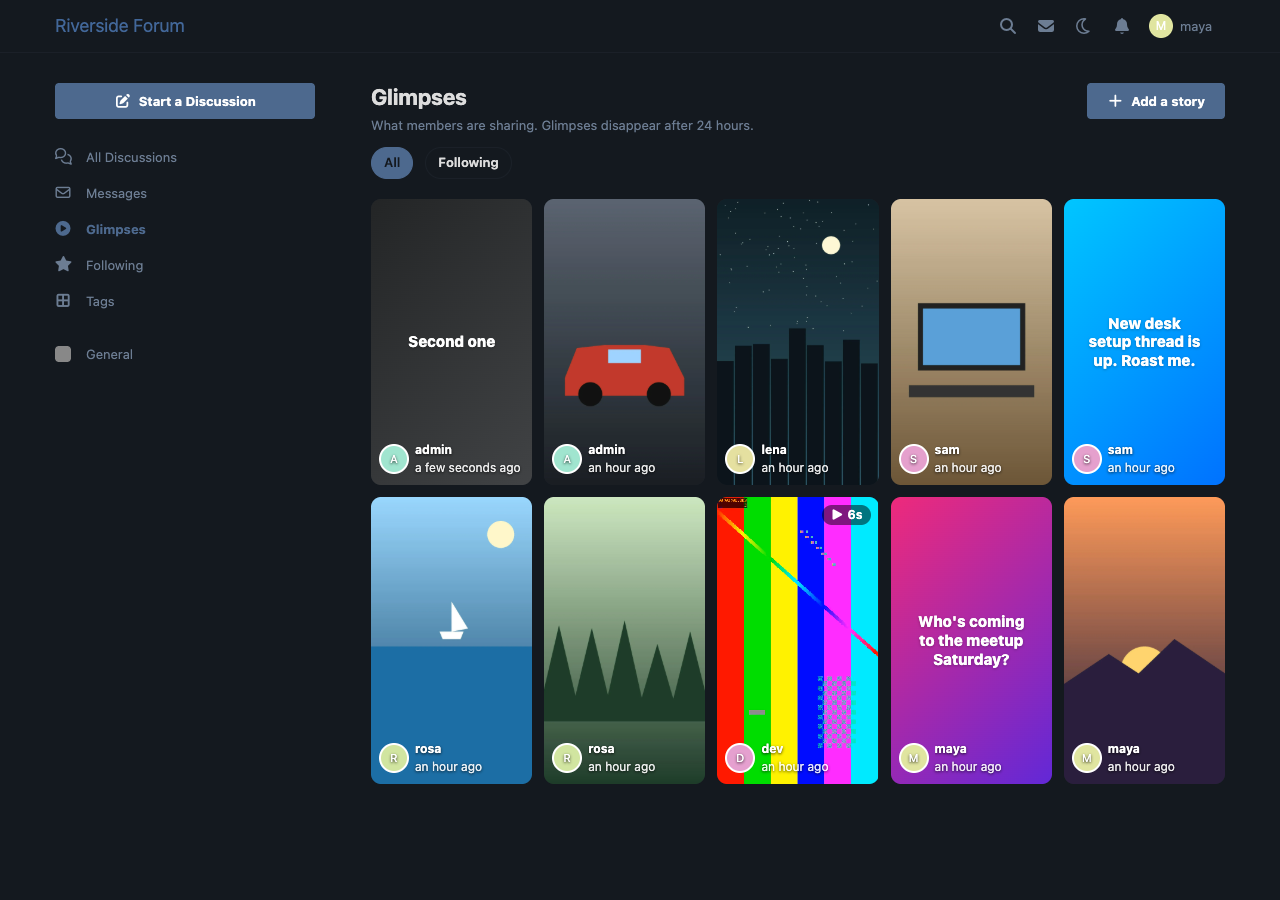 Riverside Forum
M
maya
Start a Discussion
All Discussions
Messages
Glimpses
Following
Tags
General
Glimpses
What members are sharing. Glimpses disappear after 24 hours.
Add a story
All
Following
Second one
A
admin
a few seconds ago
A
admin
an hour ago
L
lena
an hour ago
S
sam
an hour ago
New desk
setup thread is
up. Roast me.
S
sam
an hour ago
R
rosa
an hour ago
R
rosa
an hour ago
6s
D
dev
an hour ago
Who's coming
to the meetup
Saturday?
M
maya
an hour ago
M
maya
an hour ago